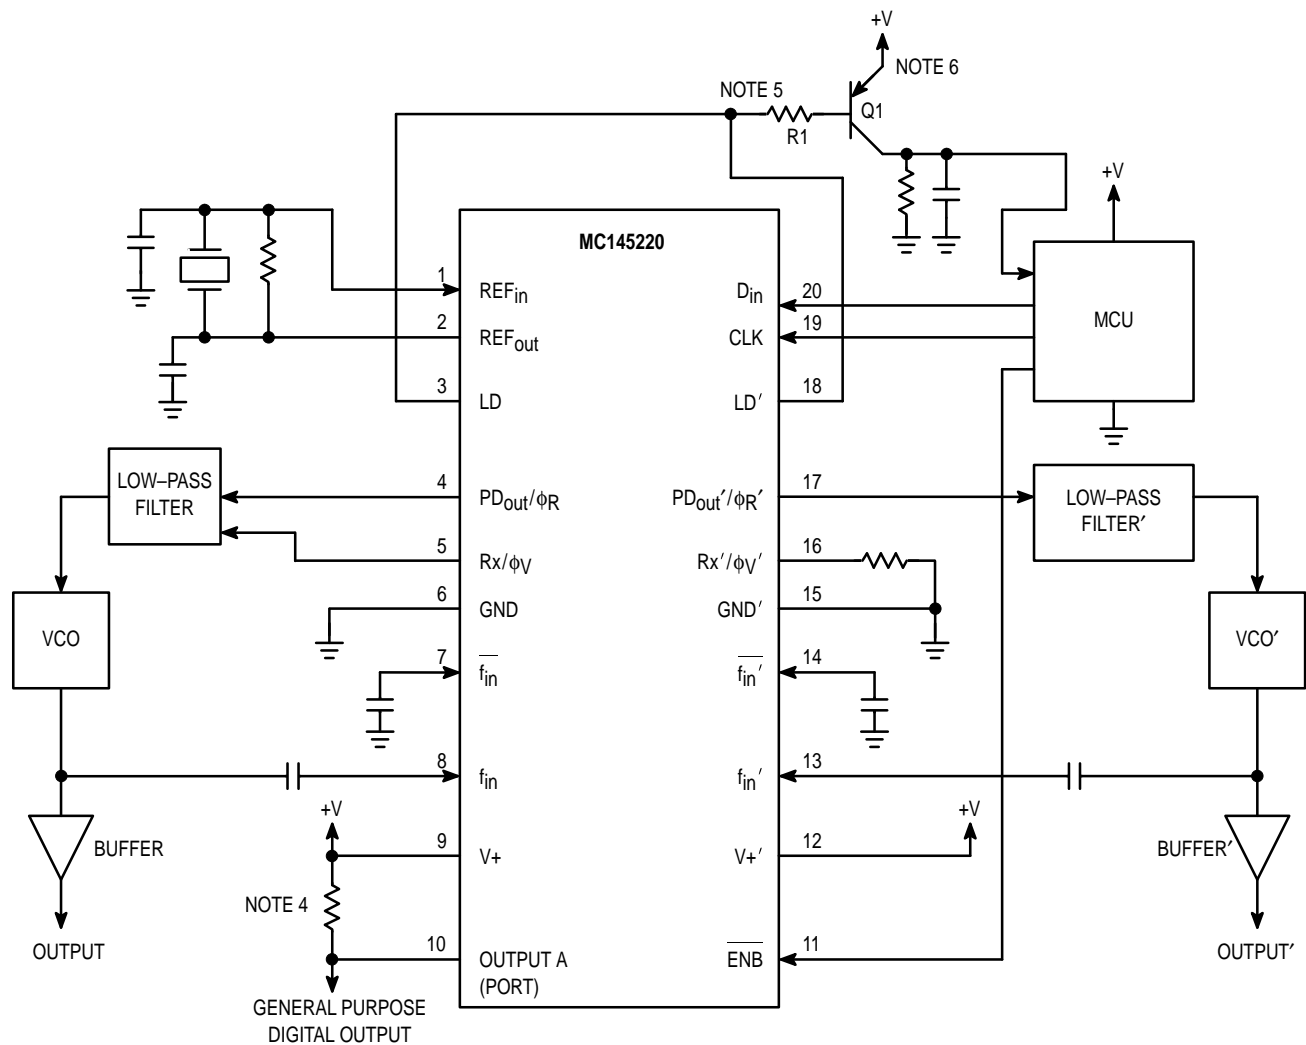 +V
NOTE 6
NOTE 5
Q1
R1
+V
MC145220
MCU
1
REFin
2
REFout
3
LD
Din
20
CLK
19
LD′
18
LOW–PASS
FILTER
4
PDout/ϕR
5
Rx/ϕV
6
GND
7
fin
8
fin
+V
9
V+
NOTE 4
10
OUTPUT A
(PORT)
GENERAL PURPOSE
DIGITAL OUTPUT
VCO
BUFFER
OUTPUT
PDout′/ϕR′
17
Rx′/ϕV′
16
GND′
15
fin′
14
fin′
13
V+′
12
+V
ENB
11
LOW–PASS
FILTER′
VCO′
BUFFER′
OUTPUT′